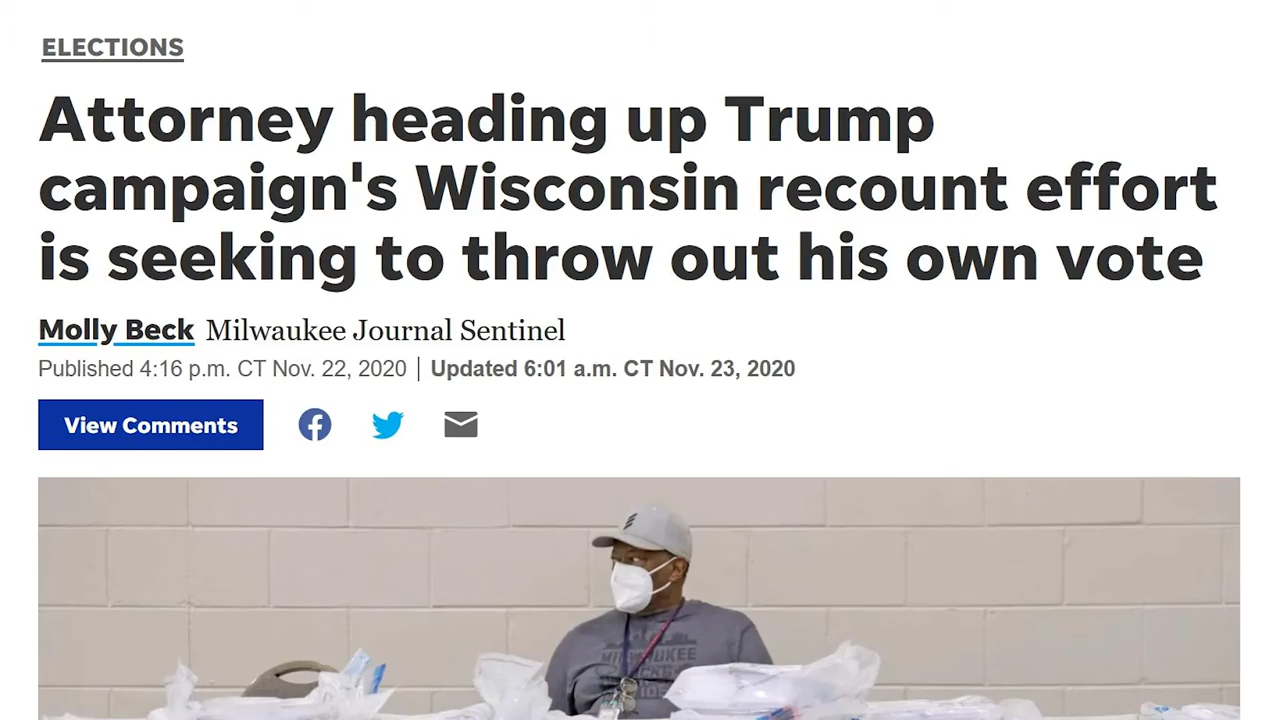 ELECTIONS
Attorney heading up Trump
campaign's Wisconsin recount effort
is seeking to throw out his own vote
Molly Beck Milwaukee Journal Sentinel
Published 4:16 p.m. CT Nov. 22, 2020 | Updated 6:01 a.m. CT Nov. 23, 2020
View Comments
MILWAUKEE